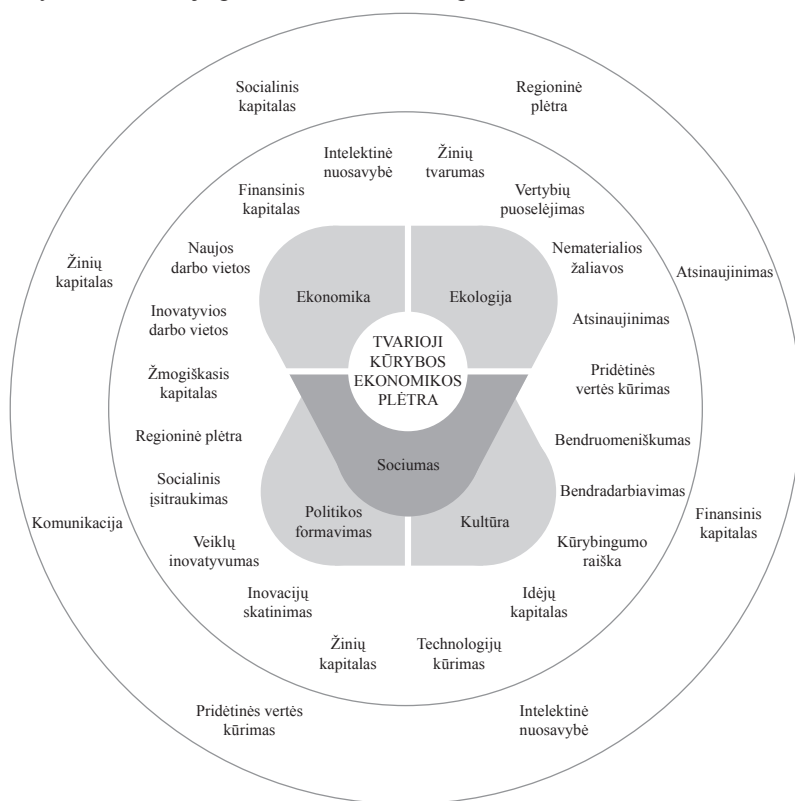 Socialinis
kapitalas
Regioninė
plėtra
Atsinaujinimas
Finansinis
kapitalas
Intelektinė
nuosavybė
Pridėtinės vertės
kūrimas
Komunikacija
Žinių
kapitalas
Intelektinė
nuosavybė
Žinių
tvarumas
Vertybių
puoselėjimas
Nematerialios
žaliavos
Atsinaujinimas
Pridėtinės
vertės kūrimas
Bendruomeniškumas
Bendradarbiavimas
Kūrybingumo
raiška
Idėjų
kapitalas
Technologijų
kūrimas
Žinių
kapitalas
Inovacijų
skatinimas
Veiklų
inovatyvumas
Socialinis
įsitraukimas
Regioninė plėtra
Žmogiškasis
kapitalas
Inovatyvios
darbo vietos
Naujos
darbo vietos
Finansinis
kapitalas
Ekonomika
Ekologija
TVARIOJI
KŪRYBOS
EKONOMIKOS
PLĖTRA
Sociumas
Politikos
formavimas
Kultūra